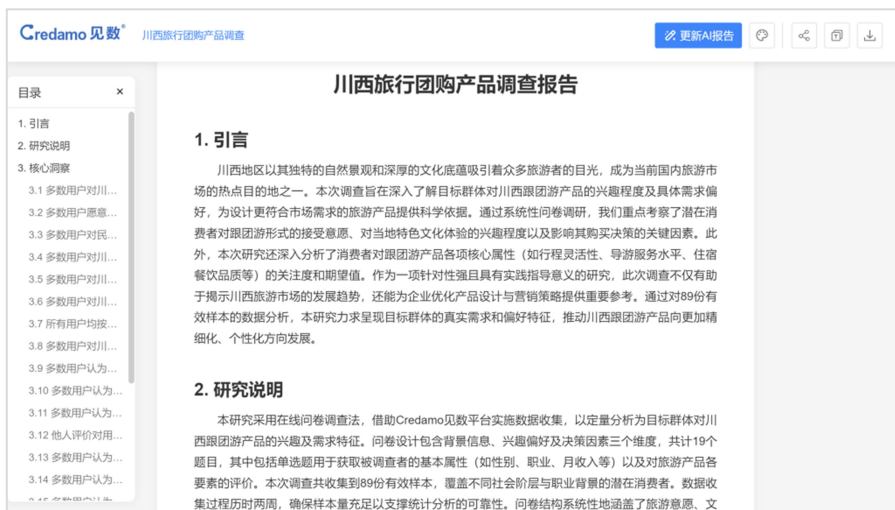 Credamo 见数®
川西旅行团购产品调查
更新AI报告
目录
×
1. 引言
2. 研究说明
3. 核心洞察
3.1 多数用户对川...
3.2 多数用户愿意...
3.3 多数用户对民...
3.4 多数用户对川...
3.5 多数用户对川...
3.6 多数用户对川...
3.7 所有用户均按...
3.8 多数用户对川...
3.9 多数用户认为...
3.10 多数用户认为...
3.11 多数用户认为...
3.12 他人评价对用...
3.13 多数用户认为...
3.14 多数用户认为...
川西旅行团购产品调查报告
1. 引言
川西地区以其独特的自然景观和深厚的文化底蕴吸引着众多旅游者的目光，成为当前国内旅游市
场的热点目的地之一。本次调查旨在深入了解目标群体对川西跟团游产品的兴趣程度及具体需求偏
好，为设计更符合市场需求的旅游产品提供科学依据。通过系统性问卷调研，我们重点考察了潜在消
费者对跟团游形式的接受意愿、对当地特色文化体验的兴趣程度以及影响其购买决策的关键因素。此
外，本次研究还深入分析了消费者对跟团游产品各项核心属性（如行程灵活性、导游服务水平、住宿
餐饮品质等）的关注度和期望值。作为一项针对性强且具有实践指导意义的研究，此次调查不仅有助
于揭示川西旅游市场的发展趋势，还能为企业优化产品设计与营销策略提供重要参考。通过对89份有
效样本的数据分析，本研究力求呈现目标群体的真实需求和偏好特征，推动川西跟团游产品向更加精
细化、个性化方向发展。
2. 研究说明
本研究采用在线问卷调查法，借助Credamo见数平台实施数据收集，以定量分析为目标群体对川
西跟团游产品的兴趣及需求特征。问卷设计包含背景信息、兴趣偏好及决策因素三个维度，共计19个
题目，其中包括单选题用于获取被调查者的基本属性（如性别、职业、月收入等）以及对旅游产品各
要素的评价。本次调查共收集到89份有效样本，覆盖不同社会阶层与职业背景的潜在消费者。数据收
集过程历时两周，确保样本量充足以支撑统计分析的可靠性。问卷结构系统性地涵盖了旅游意愿、文